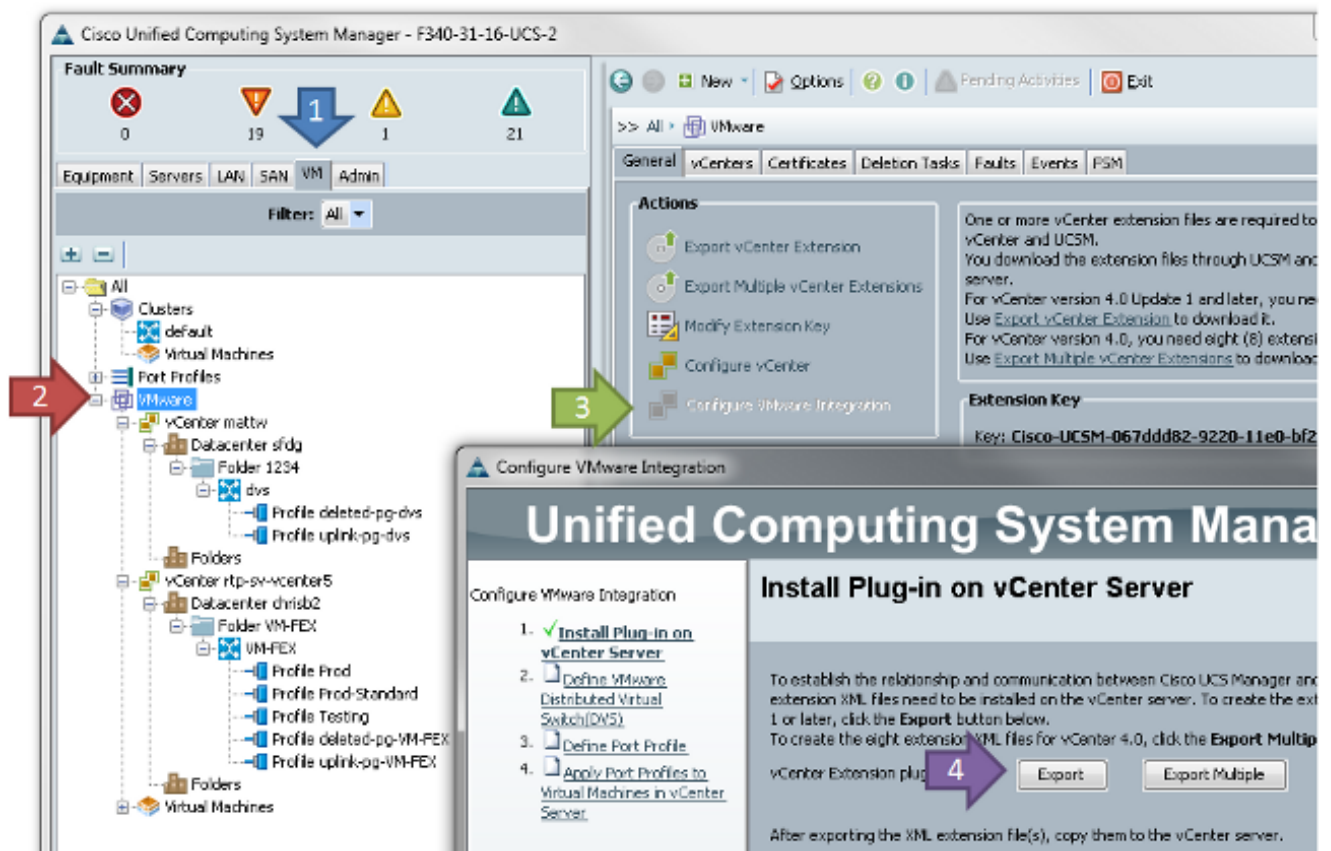 Cisco Unified Computing System Manager - F340-31-16-UCS-2
Fault Summary
0
19
1
21
1
Equipment
Servers
LAN
SAN
VM
Admin
Filter: All
All
Clusters
default
Virtual Machines
Port Profiles
2
VMware
vCenter mattw
Datacenter sfdg
Folder 1234
dvs
Profile deleted-pg-dvs
Profile uplink-pg-dvs
Folders
vCenter rtp-sv-vcenter5
Datacenter chrisb2
Folder VM-FEX
VM-FEX
Profile Prod
Profile Prod-Standard
Profile Testing
Profile deleted-pg-VM-FEX
Profile uplink-pg-VM-FEX
Folders
Virtual Machines
New
Options
Pending Activities
Exit
>> All
VMware
General
vCenters
Certificates
Deletion Tasks
Faults
Events
FSM
Actions
Export vCenter Extension
Export Multiple vCenter Extensions
Modify Extension Key
Configure vCenter
3
Configure VMware Integration
One or more vCenter extension files are required to
vCenter and UCSM.
You download the extension files through UCSM and
server.
For vCenter version 4.0 Update 1 and later, you
Use Export vCenter Extension to download it.
For vCenter version 4.0, you need eight (8)
Use Export Multiple vCenter Extensions to
Extension Key
Key: Cisco-UCSM-067ddd82-9220-11e0-bf2
Configure VMware Integration
Unified Computing System Mana
Configure VMware Integration
1. Install Plug-in on
vCenter Server
2. Define VMware
Distributed Virtual
Switch(DVS)
3. Define Port Profile
4. Apply Port Profiles to
Virtual Machines in vCenter
Server
Install Plug-in on vCenter Server
To establish the relationship and communication between Cisco UCS Manager and
extension XML files need to be installed on the vCenter server. To create the
1 or later, click the Export button below.
To create the eight extension XML files for vCenter 4.0, click the Export Multip
vCenter Extension
4
Export
Export Multiple
After exporting the XML extension file(s), copy them to the vCenter server.